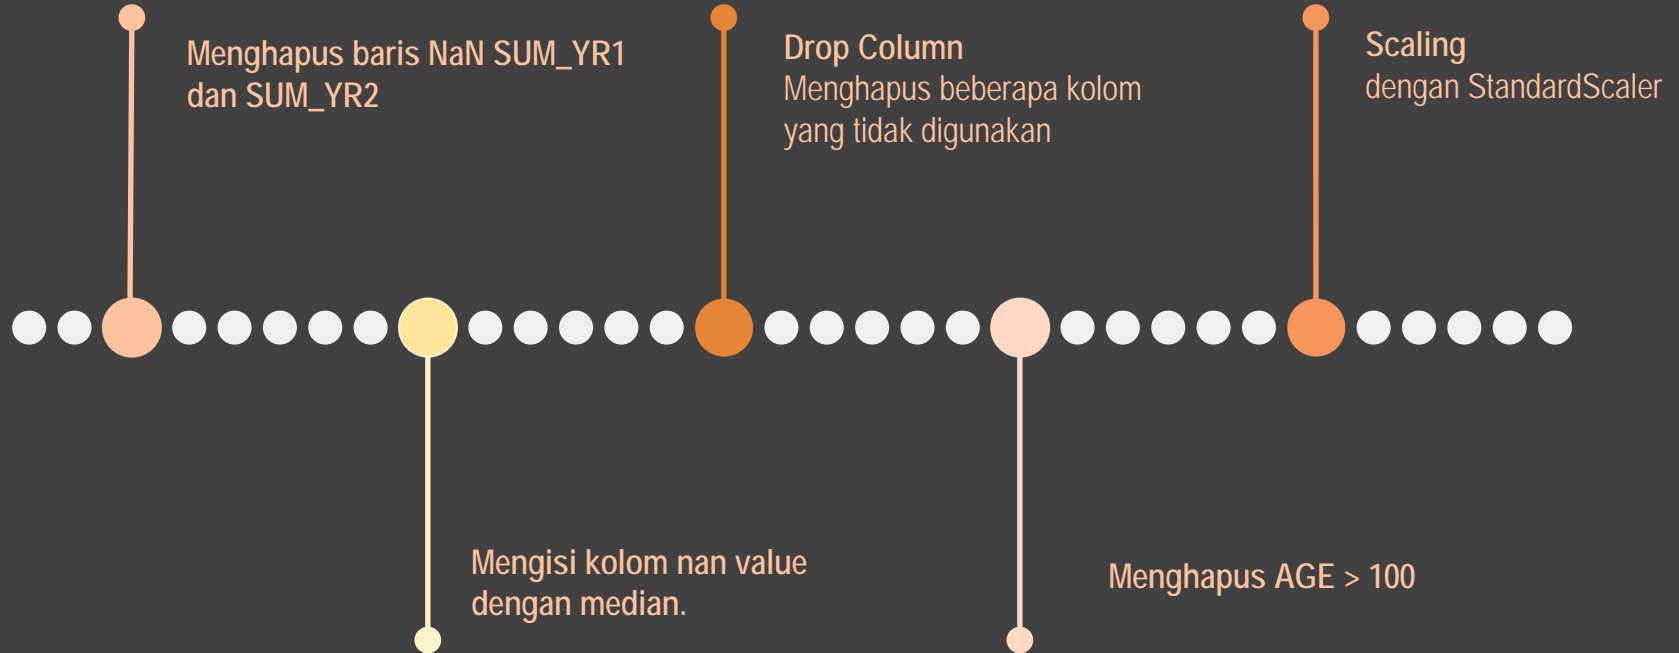 Menghapus baris NaN SUM_YR1
dan SUM_YR2
Mengisi kolom nan value
dengan median.
Drop Column
Menghapus beberapa kolom
yang tidak digunakan
Menghapus AGE > 100
Scaling
dengan StandardScaler